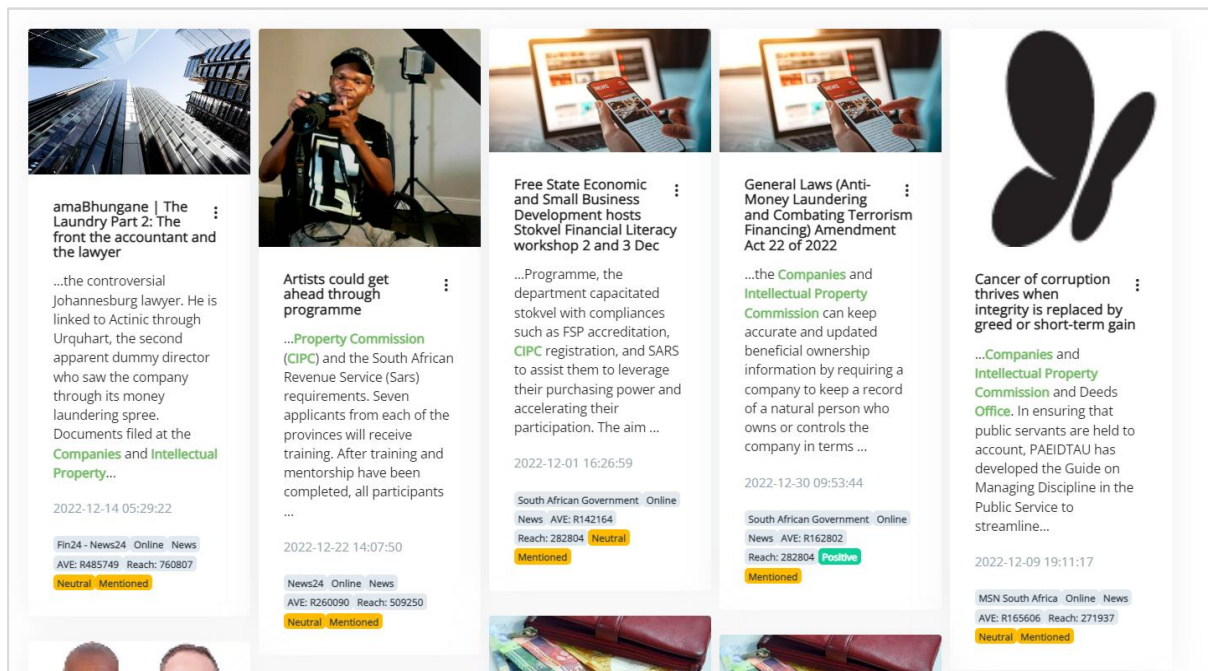 amaBhungane | The
Laundry Part 2: The
front the accountant and
the lawyer
...the controversial
Johannesburg lawyer. He is
linked to Actinic through
Urquhart, the second
apparent dummy director
who saw the company
through its money
laundering spree.
Documents filed at the
Companies and Intellectual
Property...
2022-12-14 05:29:22
Fin24 - News24 Online News
AVE: R485749 Reach: 760807
Neutral Mentioned
Artists could get
ahead through
programme
...Property Commission
(CIPC) and the South African
Revenue Service (Sars)
requirements. Seven
applicants from each of the
provinces will receive
training. After training and
mentorship have been
completed, all participants
...
2022-12-22 14:07:50
News24 Online News
AVE: R260090 Reach: 509250
Neutral Mentioned
NEWS
Free State Economic
and Small Business
Development hosts
Stokvel Financial Literacy
workshop 2 and 3 Dec
...Programme, the
department capacitated
stokvel with compliances
such as FSP accreditation,
CIPC registration, and SARS
to assist them to leverage
their purchasing power and
accelerating their
participation. The aim ...
2022-12-01 16:26:59
South African Government Online
News AVE: R142164
Reach: 282804 Neutral
Mentioned
NEWS
General Laws (Anti-
Money Laundering
and Combating Terrorism
Financing) Amendment
Act 22 of 2022
...the Companies and
Intellectual Property
Commission can keep
accurate and updated
beneficial ownership
information by requiring a
company to keep a record
of a natural person who
owns or controls the
company in terms ...
2022-12-30 09:53:44
South African Government Online
News AVE: R162802
Reach: 282804 Positive
Mentioned
Cancer of corruption
thrives when
integrity is replaced by
greed or short-term gain
...Companies and
Intellectual Property
Commission and Deeds
Office. In ensuring that
public servants are held to
account, PAEIDTAU has
developed the Guide on
Managing Discipline in the
Public Service to
streamline...
2022-12-09 19:11:17
MSN South Africa Online News
AVE: R165606 Reach: 271937
Neutral Mentioned